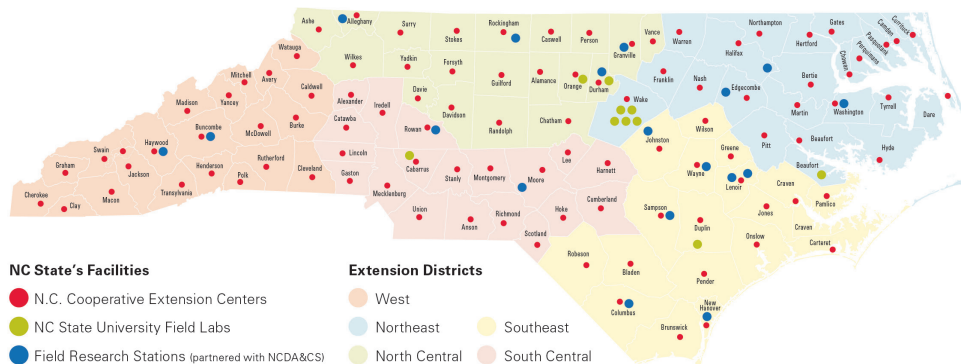 Ashe
Alleghany
Surry
Stokes
Rockingham
Caswell
Person
Granville
Vance
Warren
Northampton
Gates
Hertford
Currituck
Camden
Pasquotank
Perquimans
Chowan
Halifax
Watauga
Wilkes
Yadkin
Forsyth
Guilford
Alamance
Orange
Durham
Franklin
Nash
Edgecombe
Bertie
Mitchell
Avery
Caldwell
Alexander
Iredell
Davie
Davidson
Randolph
Chatham
Wake
Wilson
Martin
Washington
Tyrrell
Dare
Madison
Yancey
Burke
Catawba
Rowan
Johnston
Greene
Pitt
Beaufort
Hyde
Buncombe
McDowell
Haywood
Swain
Graham
Jackson
Henderson
Rutherford
Cleveland
Lincoln
Gaston
Cabarrus
Stanly
Montgomery
Moore
Lee
Harnett
Wayne
Lenoir
Beaufort
Craven
Pamlico
Cherokee
Clay
Macon
Transylvania
Polk
Mecklenburg
Union
Anson
Richmond
Hoke
Camberland
Sampson
Duplin
Jones
Craven
Onslow
Carteret
Scotland
Robeson
Bladen
Pender
Columbus
Brunswick
New
Hanover
NC State's Facilities
N.C. Cooperative Extension Centers
NC State University Field Labs
Field Research Stations (partnered with NCDA&CS)
Extension Districts
West
Northeast
North Central
Southeast
South Central